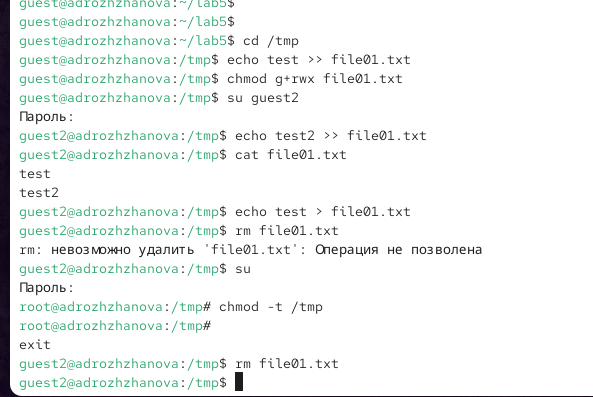 guest@adrozhzhanova:~/lab5$
guest@adrozhzhanova:~/lab5$
guest@adrozhzhanova:~/lab5$ cd /tmp
guest@adrozhzhanova:/tmp$ echo test >> file01.txt
guest@adrozhzhanova:/tmp$ chmod g+rwx file01.txt
guest@adrozhzhanova:/tmp$ su guest2
Пароль:
guest2@adrozhzhanova:/tmp$ echo test2 >> file01.txt
guest2@adrozhzhanova:/tmp$ cat file01.txt
test
test2
guest2@adrozhzhanova:/tmp$ echo test > file01.txt
guest2@adrozhzhanova:/tmp$ rm file01.txt
rm: невозможно удалить 'file01.txt': Операция не позволена
guest2@adrozhzhanova:/tmp$ su
Пароль:
root@adrozhzhanova:/tmp# chmod -t /tmp
root@adrozhzhanova:/tmp#
exit
guest2@adrozhzhanova:/tmp$ rm file01.txt
guest2@adrozhzhanova:/tmp$